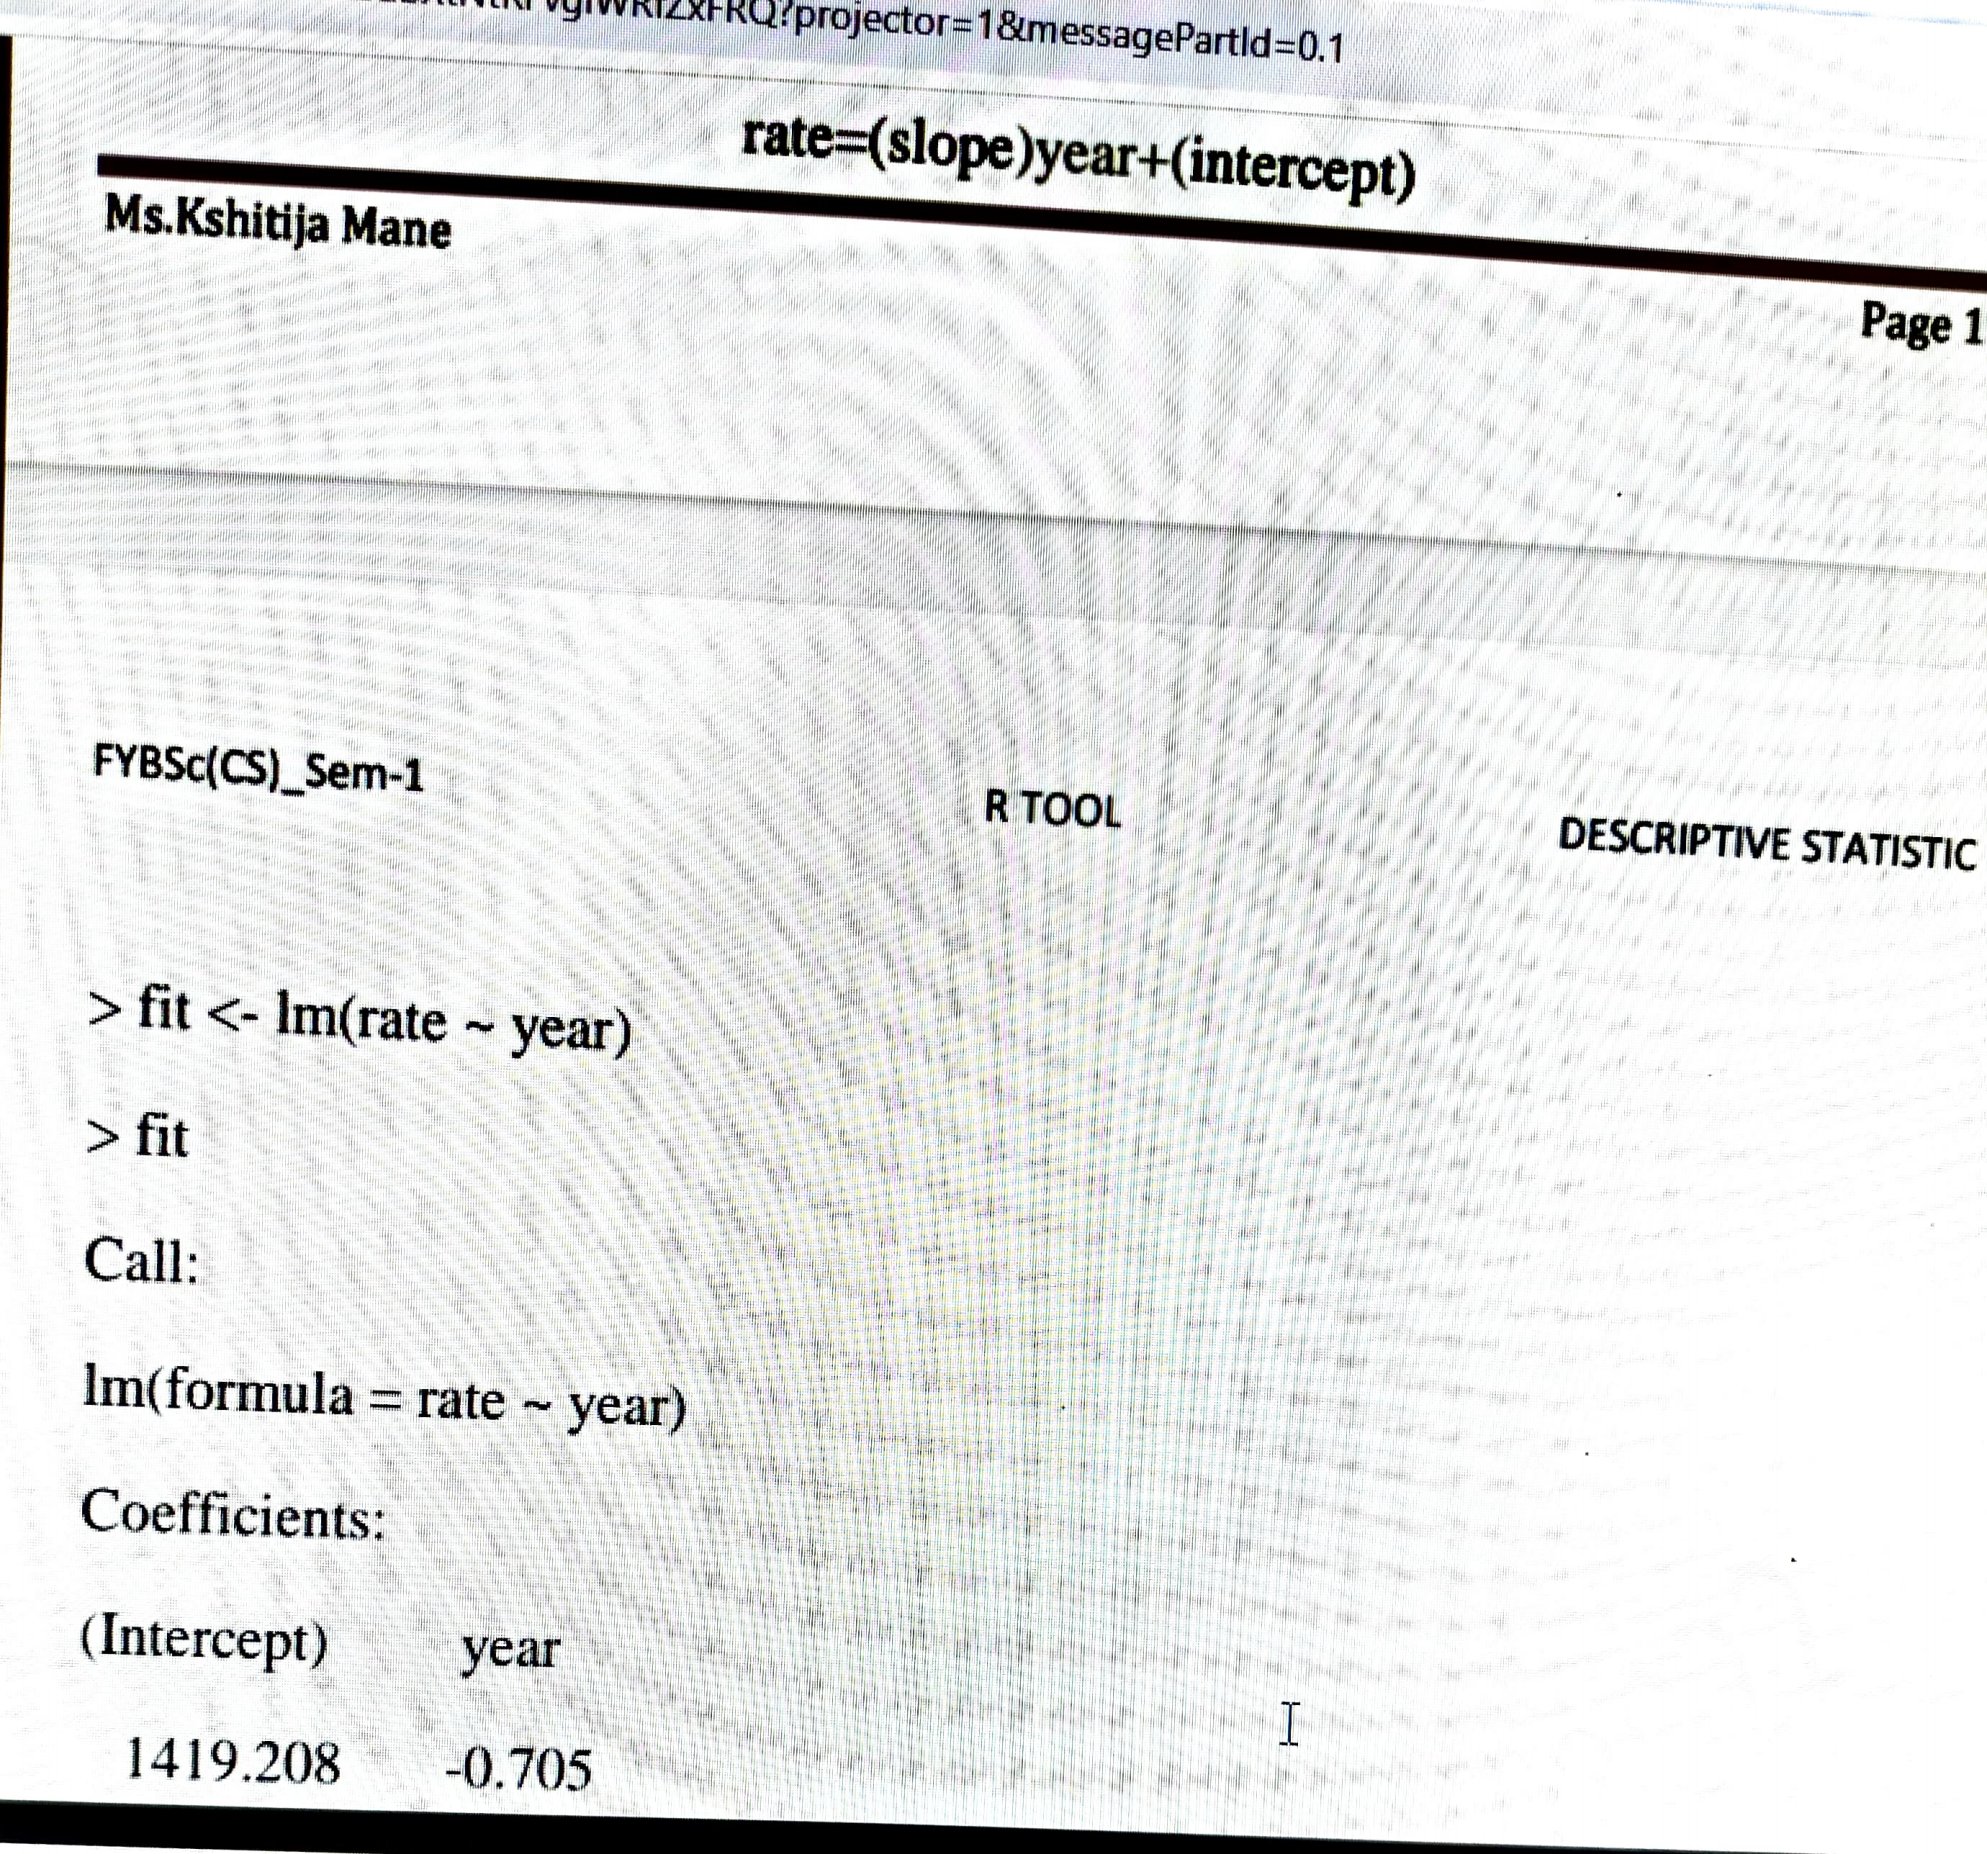 ?projector=1&messagePartId=0.1
rate=(slope)year+(intercept)
Ms.Kshitija Mane
Page 1
FYBSc(CS)_Sem-1 R TOOL DESCRIPTIVE STATISTIC
> fit <- lm(rate ~ year)
> fit
Call:
lm(formula = rate ~ year)
Coefficients:
(Intercept) year
1419.208 -0.705